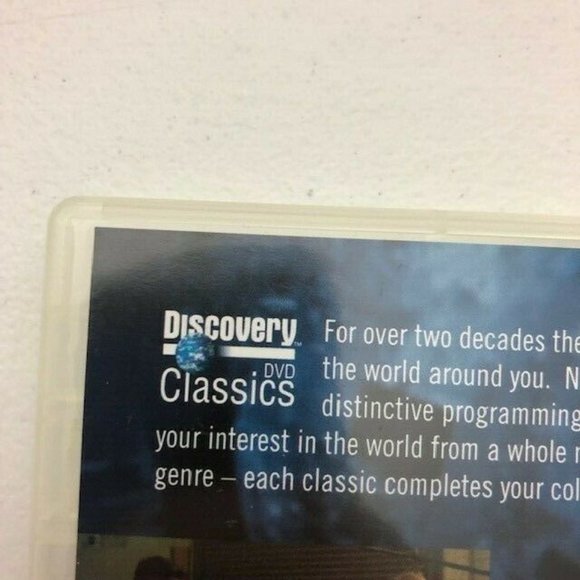 Discovery™
DVD
Classics
For over two decades the
the world around you. N
distinctive programming
your interest in the world from a whole
genre – each classic completes your col